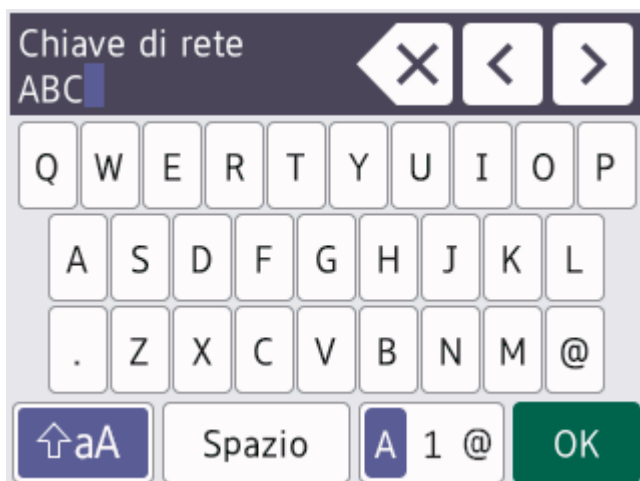 Chiave di rete
ABC
Q W E R T Y U I O P
A S D F G H J K L
. Z X C V B N M @
aA Spazio A 1 @ OK